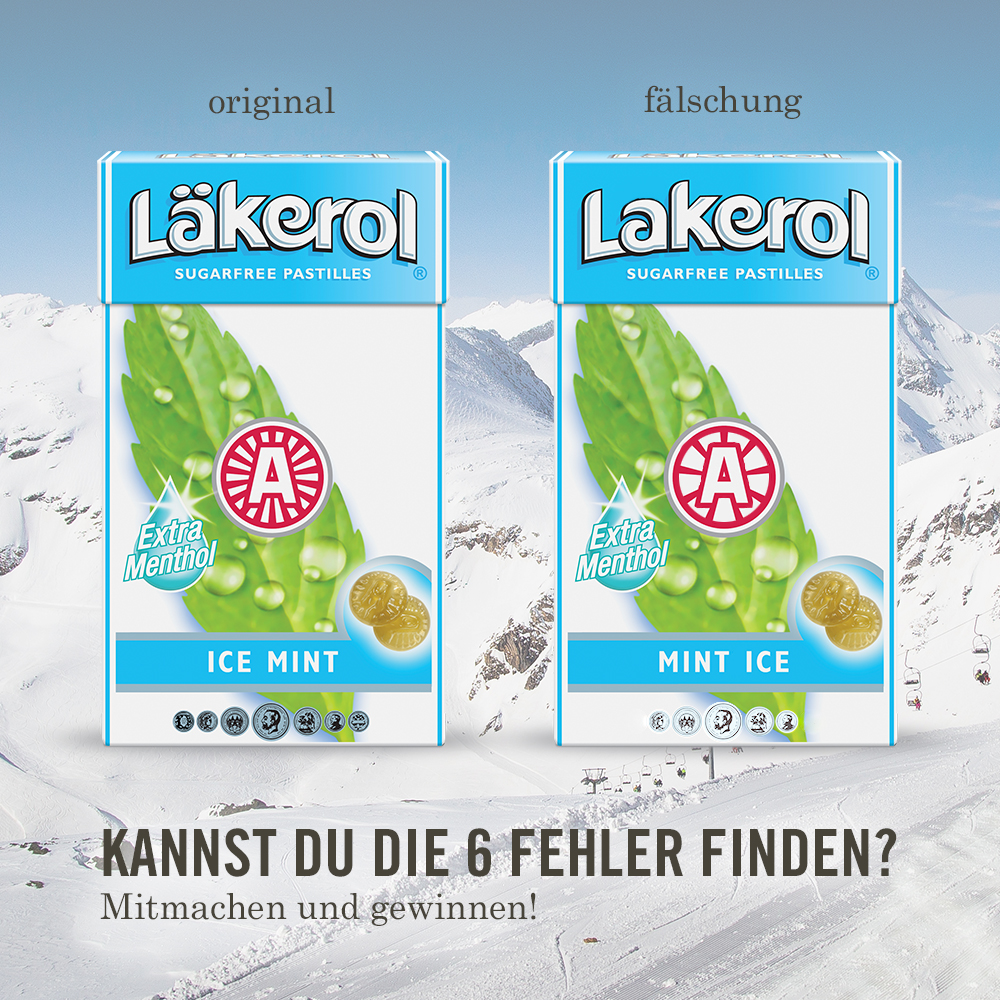 original
fälschung
Läkerol
SUGARFREE PASTILLES
®
A
Extra
Menthol
ICE MINT
Lakerol
SUGARFREE PASTILLES
®
A
Extra
Menthol
MINT ICE
KANNST DU DIE 6 FEHLER FINDEN?
Mitmachen und gewinnen!